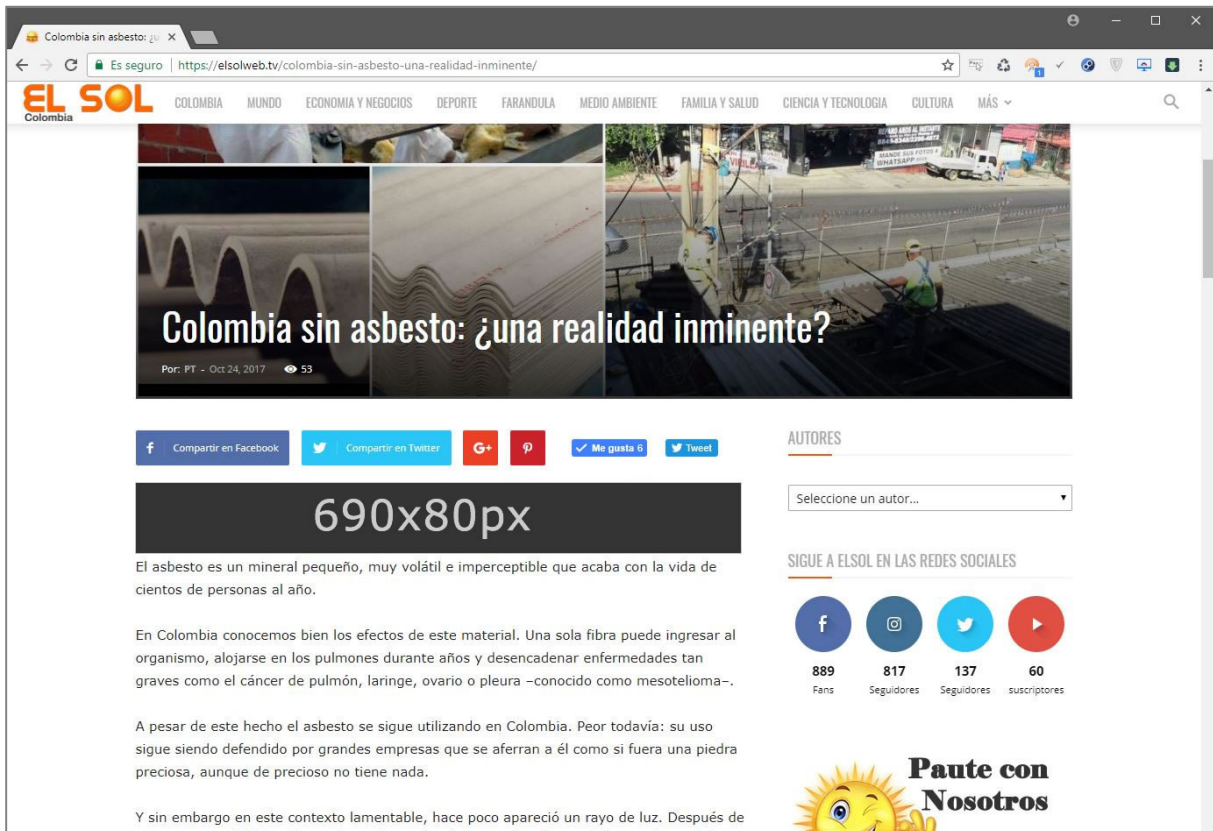 Colombia sin asbesto: ¿u
Es seguro | https://elsolweb.tv/colombia-sin-asbesto-una-realidad-inminente/
1
EL SOL
Colombia
COLOMBIA MUNDO ECONOMIA Y NEGOCIOS DEPORTE FARANDULA MEDIO AMBIENTE FAMILIA Y SALUD CIENCIA Y TECNOLOGIA CULTURA MÁS
MANDE SUS FOTOS A
WHATSAPP
Colombia sin asbesto: ¿una realidad inminente?
Por: PT - Oct 24, 2017 53
Compartir en Facebook Compartir en Twitter G+ Me gusta 6 Tweet
690x80px
El asbesto es un mineral pequeño, muy volátil e imperceptible que acaba con la vida de
cientos de personas al año.
En Colombia conocemos bien los efectos de este material. Una sola fibra puede ingresar al
organismo, alojarse en los pulmones durante años y desencadenar enfermedades tan
graves como el cáncer de pulmón, laringe, ovario o pleura –conocido como mesotelioma–.
A pesar de este hecho el asbesto se sigue utilizando en Colombia. Peor todavía: su uso
sigue siendo defendido por grandes empresas que se aferran a él como si fuera una piedra
preciosa, aunque de precioso no tiene nada.
Y sin embargo en este contexto lamentable, hace poco apareció un rayo de luz. Después de
AUTORES
Seleccione un autor...
SIGUE A ELSOL EN LAS REDES SOCIALES
889 817 137 60
Fans Seguidores Seguidores suscriptores
Paute con
Nosotros